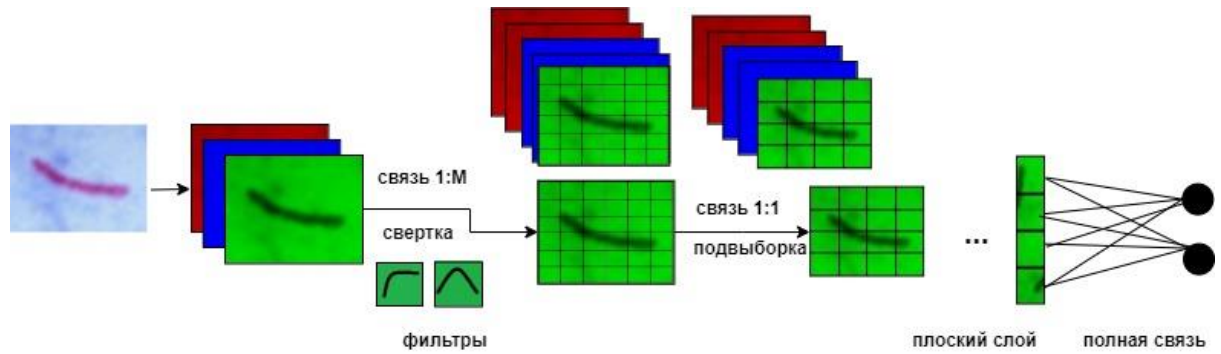 связь 1:М
свертка
фильтры
связь 1:1
подвыборка
...
плоский слой
полная связь